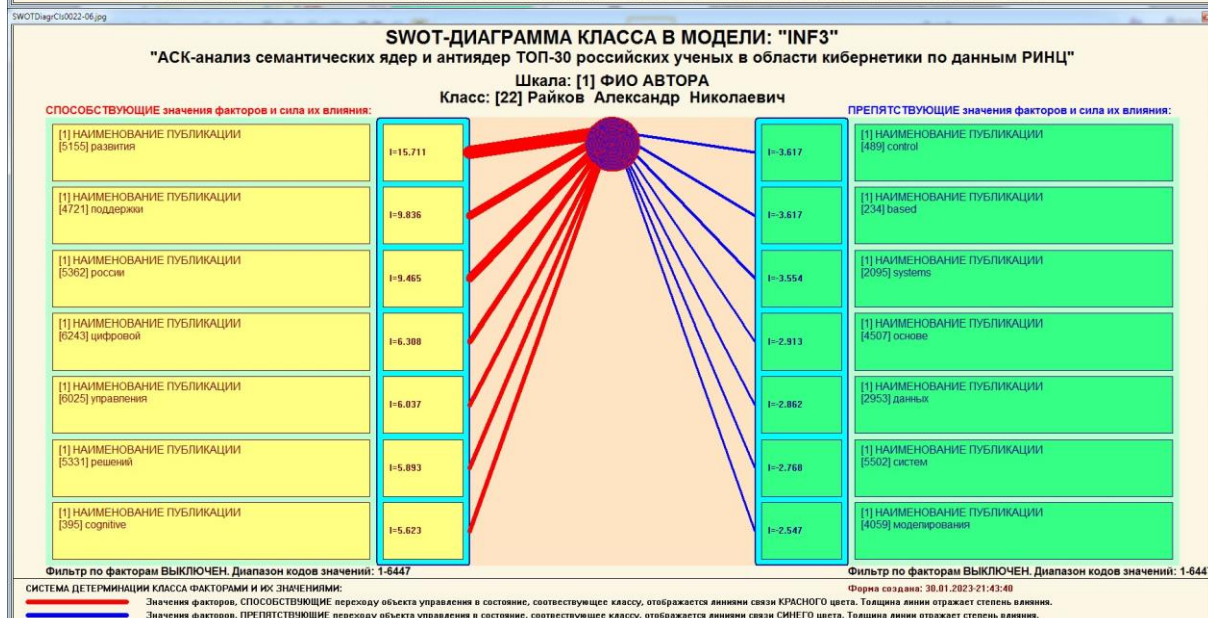 SWOTDiagrCls0022-06.jpg
SWOT-ДИАГРАММА КЛАССА В МОДЕЛИ: "INF3"
"АСК-анализ семантических ядер и антиядер ТОП-30 российских ученых в области кибернетики по данным РИНЦ"
Шкала: [1] ФИО АВТОРА
Класс: [22] Райков Александр Николаевич
СПОСОБСТВУЮЩИЕ значения факторов и сила их влияния:
[1] НАИМЕНОВАНИЕ ПУБЛИКАЦИИ
[5155] развития
I=15.711
[1] НАИМЕНОВАНИЕ ПУБЛИКАЦИИ
[4721] поддержки
I=9.836
[1] НАИМЕНОВАНИЕ ПУБЛИКАЦИИ
[5362] россии
I=9.465
[1] НАИМЕНОВАНИЕ ПУБЛИКАЦИИ
[6243] цифровой
I=6.308
[1] НАИМЕНОВАНИЕ ПУБЛИКАЦИИ
[6025] управления
I=6.037
[1] НАИМЕНОВАНИЕ ПУБЛИКАЦИИ
[5331] решений
I=5.893
[1] НАИМЕНОВАНИЕ ПУБЛИКАЦИИ
[395] cognitive
I=5.623
ПРЕПЯТСТВУЮЩИЕ значения факторов и сила их влияния:
I=-3.617
[1] НАИМЕНОВАНИЕ ПУБЛИКАЦИИ
[489] control
I=-3.617
[1] НАИМЕНОВАНИЕ ПУБЛИКАЦИИ
[234] based
I=-3.554
[1] НАИМЕНОВАНИЕ ПУБЛИКАЦИИ
[2095] systems
I=-2.913
[1] НАИМЕНОВАНИЕ ПУБЛИКАЦИИ
[4507] основе
I=-2.862
[1] НАИМЕНОВАНИЕ ПУБЛИКАЦИИ
[2953] данных
I=-2.768
[1] НАИМЕНОВАНИЕ ПУБЛИКАЦИИ
[5502] систем
I=-2.547
[1] НАИМЕНОВАНИЕ ПУБЛИКАЦИИ
[4059] моделирования
Фильтр по факторам ВЫКЛЮЧЕН. Диапазон кодов значений: 1-6447
Фильтр по факторам ВЫКЛЮЧЕН. Диапазон кодов значений: 1-6447
СИСТЕМА ДЕТЕРМИНАЦИИ КЛАССА ФАКТОРАМИ И ИХ ЗНАЧЕНИЯМИ:
Форма создана: 30.01.2023-21:43:40
Значения факторов, СПОСОБСТВУЮЩИЕ переходу объекта управления в состояние, соотвествующее классу, отображается линиями связи КРАСНОГО цвета. Толщина линии отражает степень влияния.
Значения факторов, ПРЕПЯТСТВУЮЩИЕ переходу объекта управления в состояние, соотвествующее классу, отображается линиями связи СИНЕГО цвета. Толщина линии отражает степень влияния.